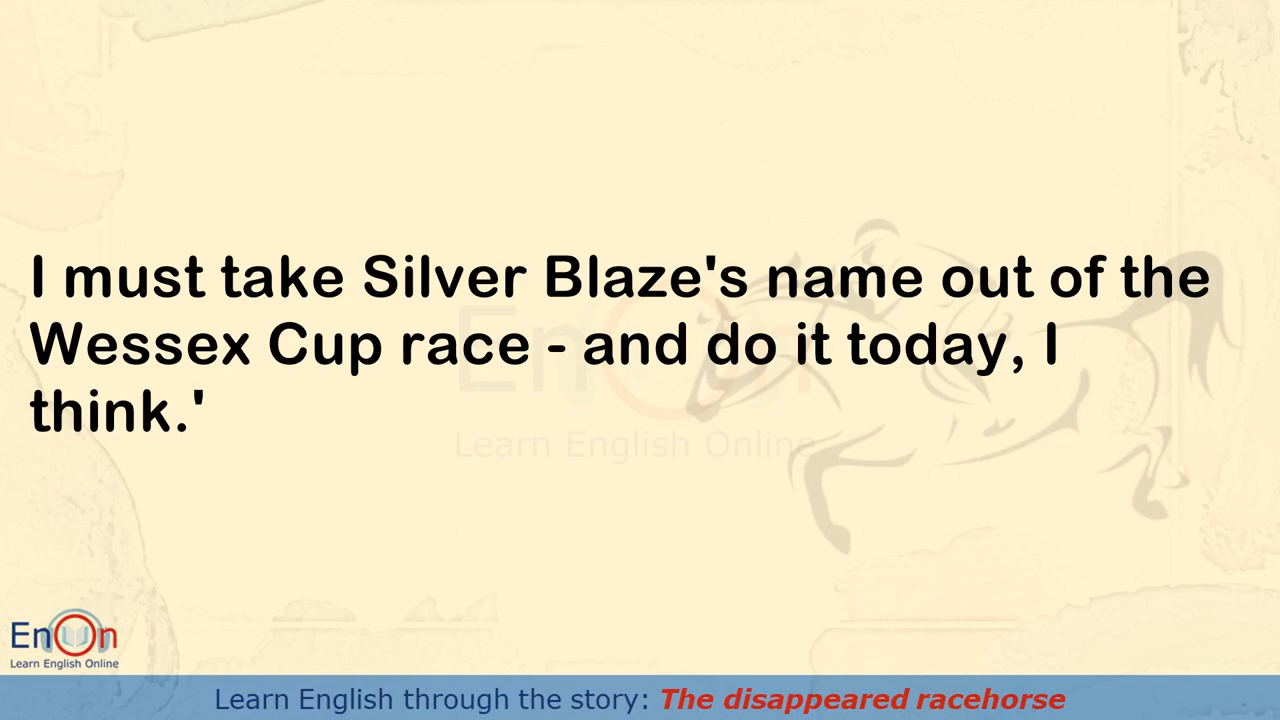 I must take Silver Blaze's name out of the
Wessex Cup race - and do it today, I
think.'
EnOn
Learn English Online
EnOn
Learn English Online
Learn English through the story: The disappeared racehorse